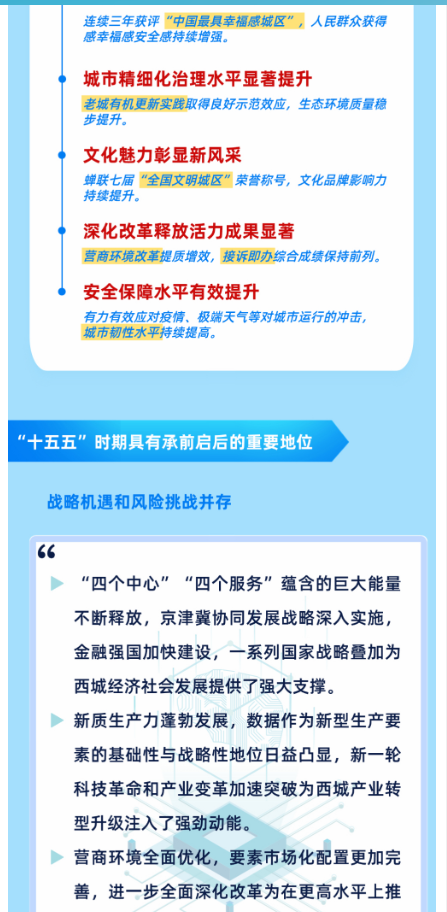 连续三年获评“中国最具幸福感城区”，人民群众获得
感幸福感安全感持续增强。
城市精细化治理水平显著提升
老城有机更新实践取得良好示范效应，生态环境质量稳
步提升。
文化魅力彰显新风采
蝉联七届“全国文明城区”荣誉称号，文化品牌影响力
持续提升。
深化改革释放活力成果显著
营商环境改革提质增效，接诉即办综合成绩保持前列。
安全保障水平有效提升
有力有效应对疫情、极端天气等对城市运行的冲击，
城市韧性水平持续提高。
“十五五”时期具有承前启后的重要地位
战略机遇和风险挑战并存
“
“四个中心”“四个服务”蕴含的巨大能量
不断释放，京津冀协同发展战略深入实施，
金融强国加快建设，一系列国家战略叠加为
西城经济社会发展提供了强大支撑。
新质生产力蓬勃发展，数据作为新型生产要
素的基础性与战略性地位日益凸显，新一轮
科技革命和产业变革加速突破为西城产业转
型升级注入了强劲动能。
营商环境全面优化，要素市场化配置更加完
善，进一步全面深化改革为在更高水平上推